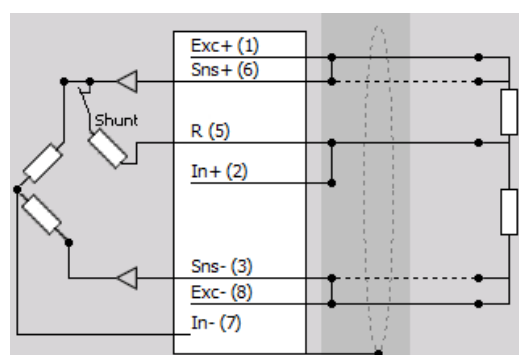 Exc+ (1)
Sns+ (6)
Shunt
R (5)
In+ (2)
Sns- (3)
Exc- (8)
In- (7)